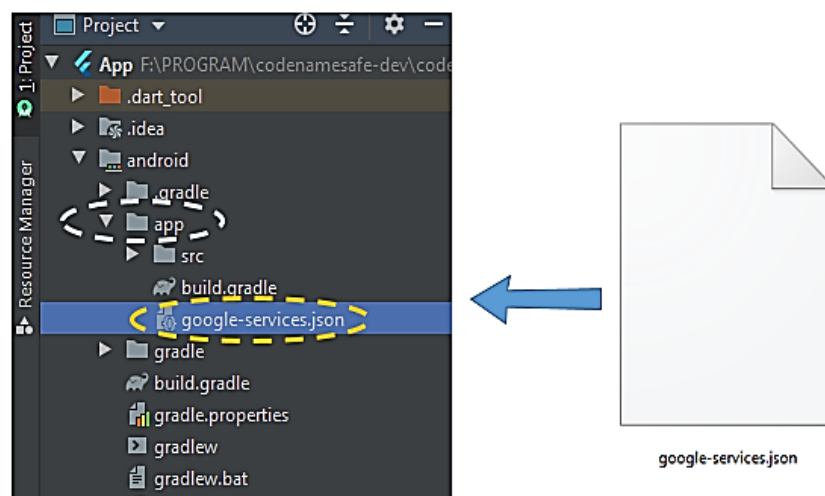 Project
1: Project
App F:\PROGRAM\codenamesafe-dev\code
.dart_tool
.idea
android
.gradle
app
src
build.gradle
google-services.json
gradle
build.gradle
gradle.properties
gradlew
gradlew.bat
Resource Manager
google-services.json